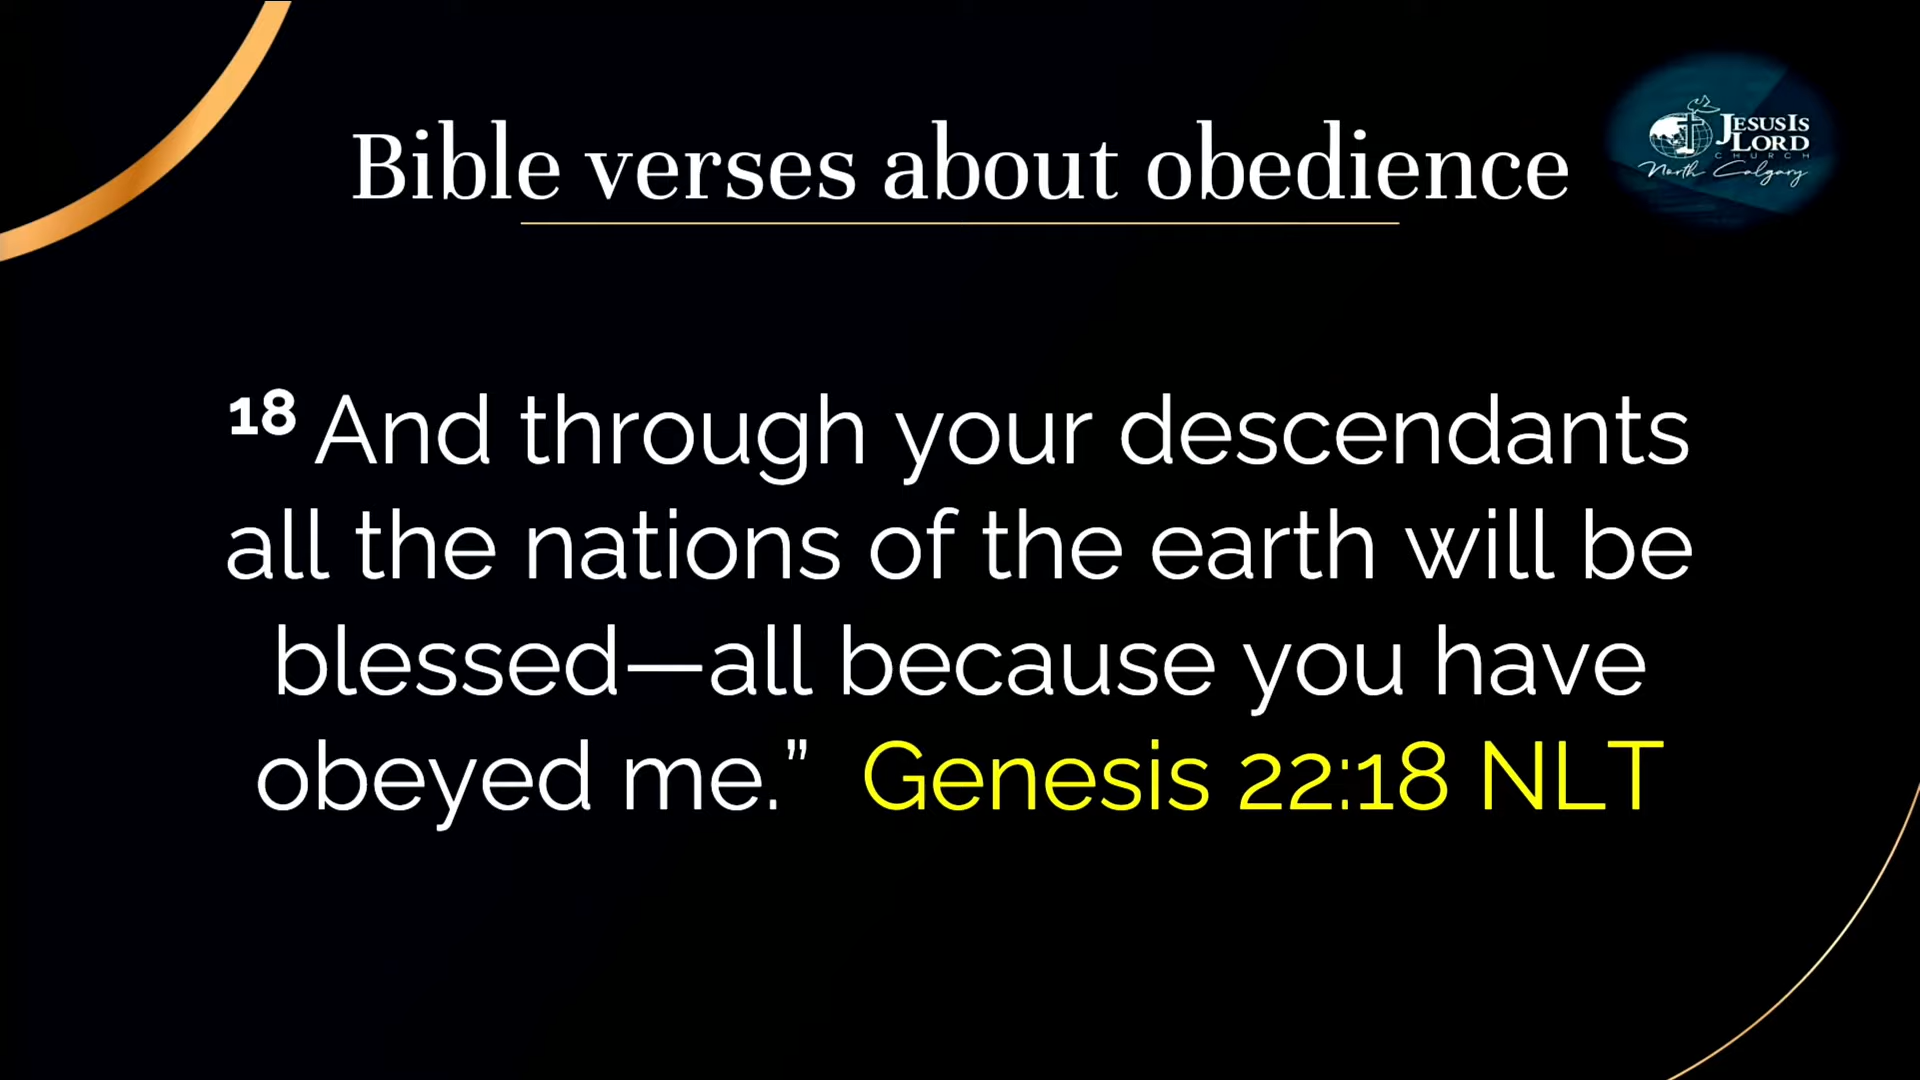 Bible verses about obedience
JESUS IS
LORD
CHURCH
North Calgary
18 And through your descendants
all the nations of the earth will be
blessed—all because you have
obeyed me.” Genesis 22:18 NLT